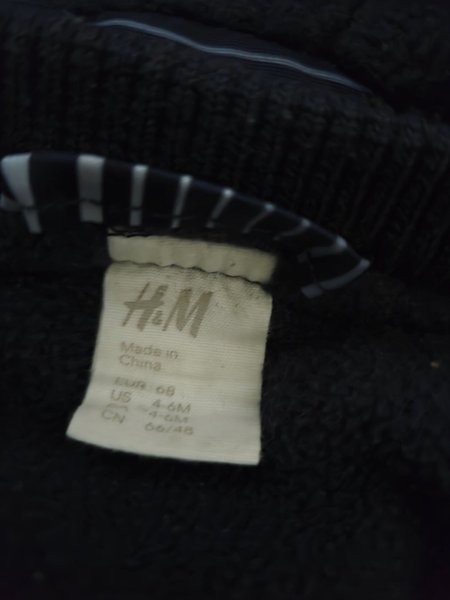 H&M
Made in
China
EUR 68
US 4-6M
4-6M
CN 66/48